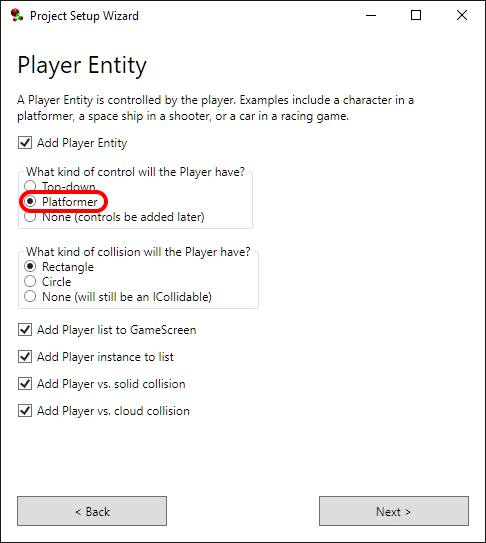 Project Setup Wizard
Player Entity
A Player Entity is controlled by the player. Examples include a character in a
platformer, a space ship in a shooter, or a car in a racing game.
Add Player Entity
What kind of control will the Player have?
Top-down
Platformer
None (controls be added later)
What kind of collision will the Player have?
Rectangle
Circle
None (will still be an ICollidable)
Add Player list to GameScreen
Add Player instance to list
Add Player vs. solid collision
Add Player vs. cloud collision
< Back
Next >